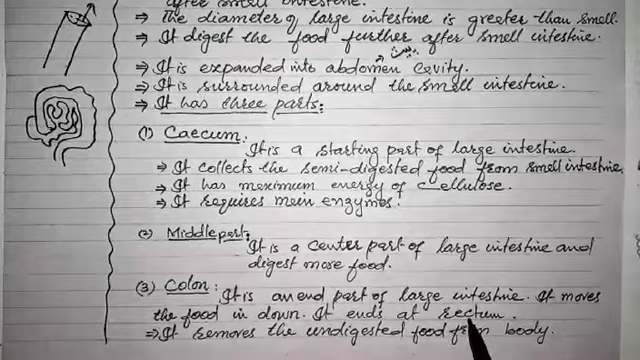 after small intestine.
⇒ The diameter of large intestine is greater than small.
⇒ It digest the food further after small intestine.
⇒ It is expanded into abdomen cavity.
⇒ It is surrounded around the small intestine.
⇒ It has three parts:
(1) Caecum.
It is a starting part of large intestine.
⇒ It collects the semi-digested food from small intestine.
⇒ It has maximum energy of cellulose.
⇒ It requires main enzymes.
(2) Middle part:
It is a center part of large intestine and
digest more food.
(3) Colon:
It is an end part of large intestine. It moves
the food in down. It ends at rectum.
⇒ It removes the undigested food from body.